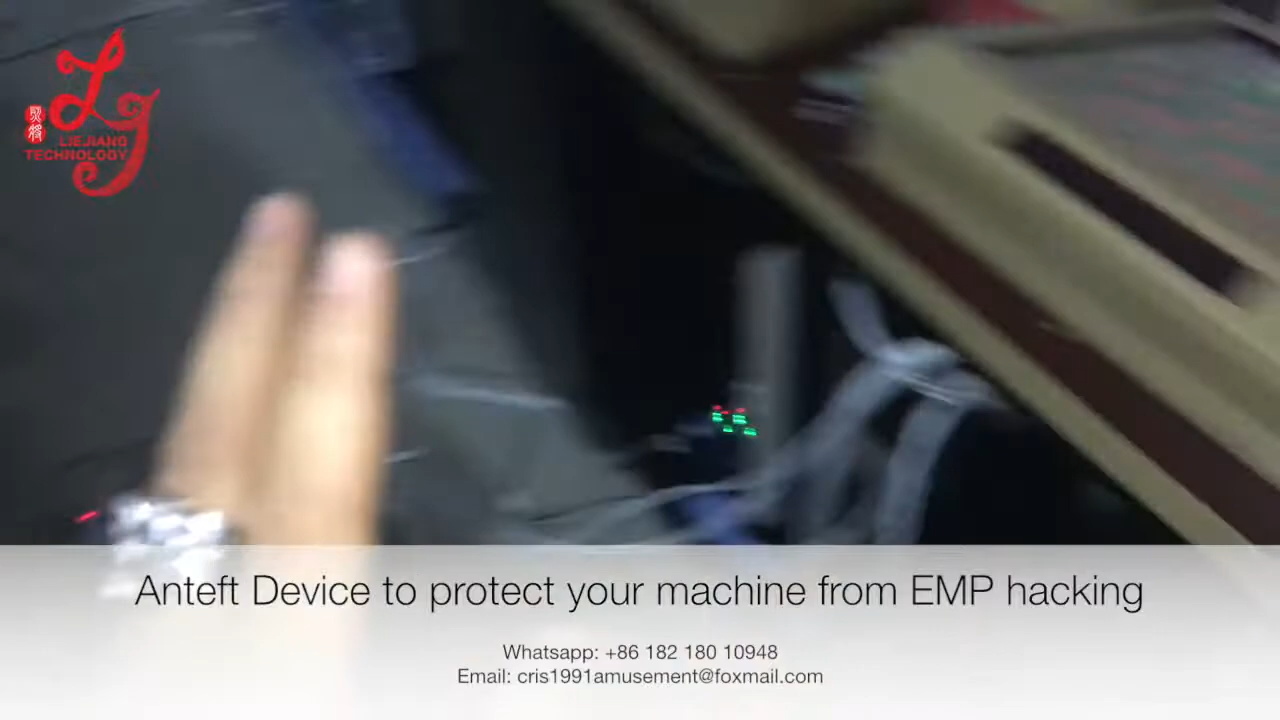 Lg
LIEJIANG
TECHNOLOGY
Anteft Device to protect your machine from EMP hacking
Whatsapp: +86 182 180 10948
Email: cris1991amusement@foxmail.com